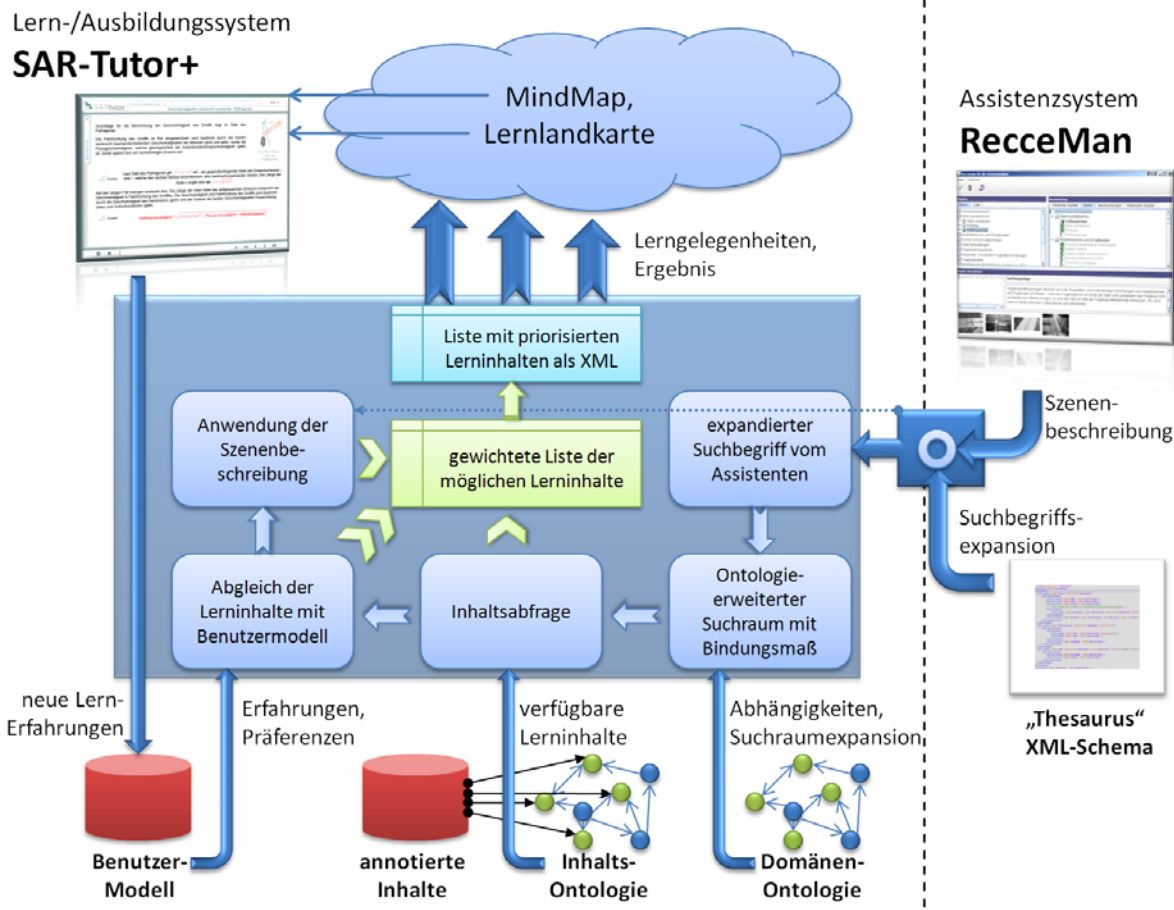 Lern-/Ausbildungssystem
SAR-Tutor+
MindMap,
Lernlandkarte
Assistenzsystem
RecceMan
Lerngelegenheiten,
Ergebnis
Liste mit priorisierten
Lerninhalten als XML
Anwendung der
Szenenbe-
schreibung
gewichtete Liste der
möglichen Lerninhalte
expandierter
Suchbegriff vom
Assistenten
Szenen-
beschreibung
Suchbegriffs-
expansion
Abgleich der
Lerninhalte mit
Benutzermodell
Inhaltsabfrage
Ontologie-
erweiterter
Suchraum mit
Bindungsmaß
neue Lern-
Erfahrungen
Erfahrungen,
Präferenzen
verfügbare
Lerninhalte
Abhängigkeiten,
Suchraumexpansion
„Thesaurus“
XML-Schema
Benutzer-
Modell
annotierte
Inhalte
Inhalts-
Ontologie
Domänen-
Ontologie